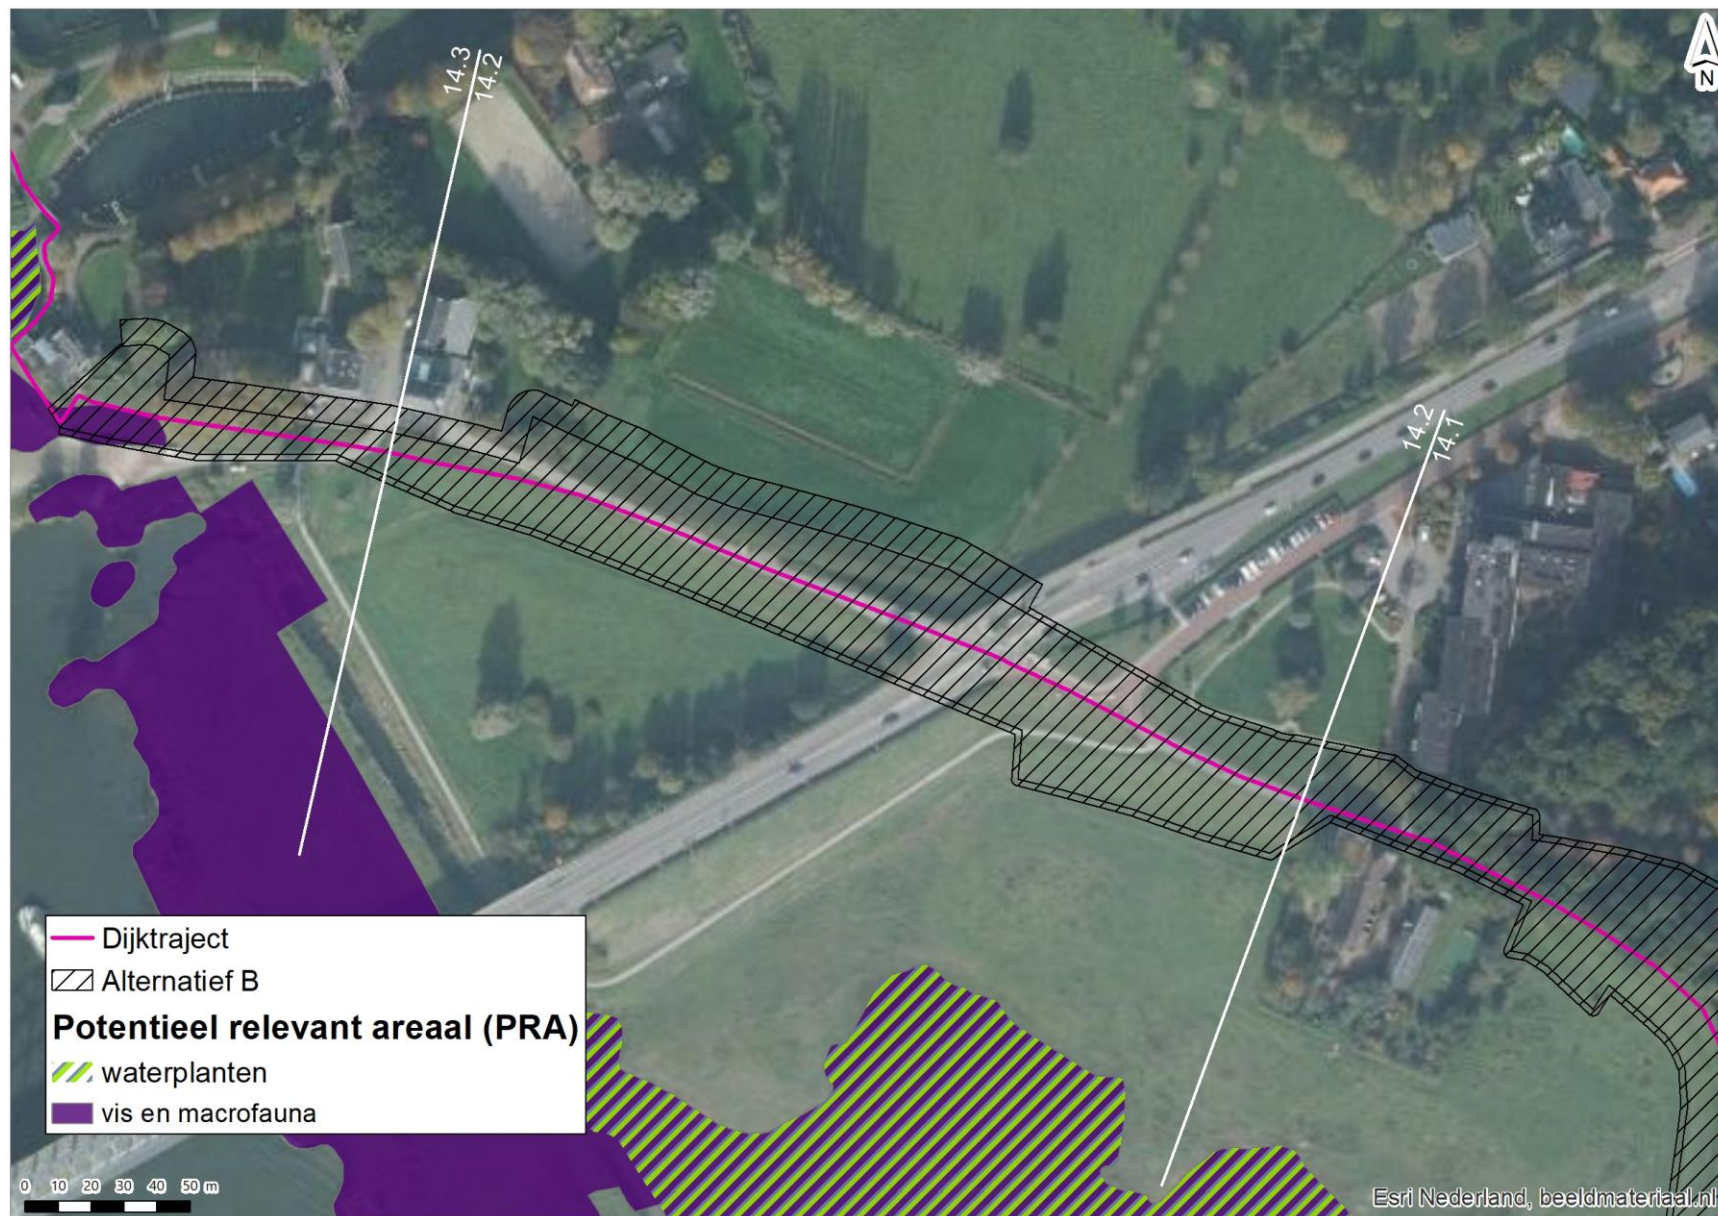 N
14.3
14.2
14.2
14.1
Dijktraject
Alternatief B
Potentieel relevant areaal (PRA)
waterplanten
vis en macrofauna
0 10 20 30 40 50 m
Esri Nederland, beeldmateriaal.nl